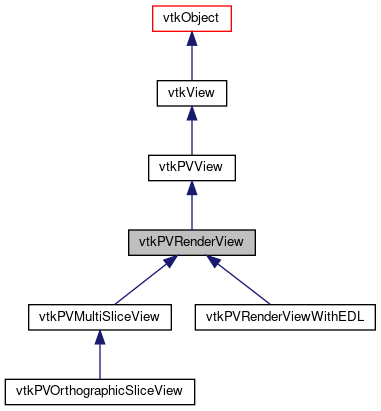 vtkObject
vtkView
vtkPVView
vtkPVRenderView
vtkPVMultiSliceView
vtkPVRenderViewWithEDL
vtkPVOrthographicSliceView